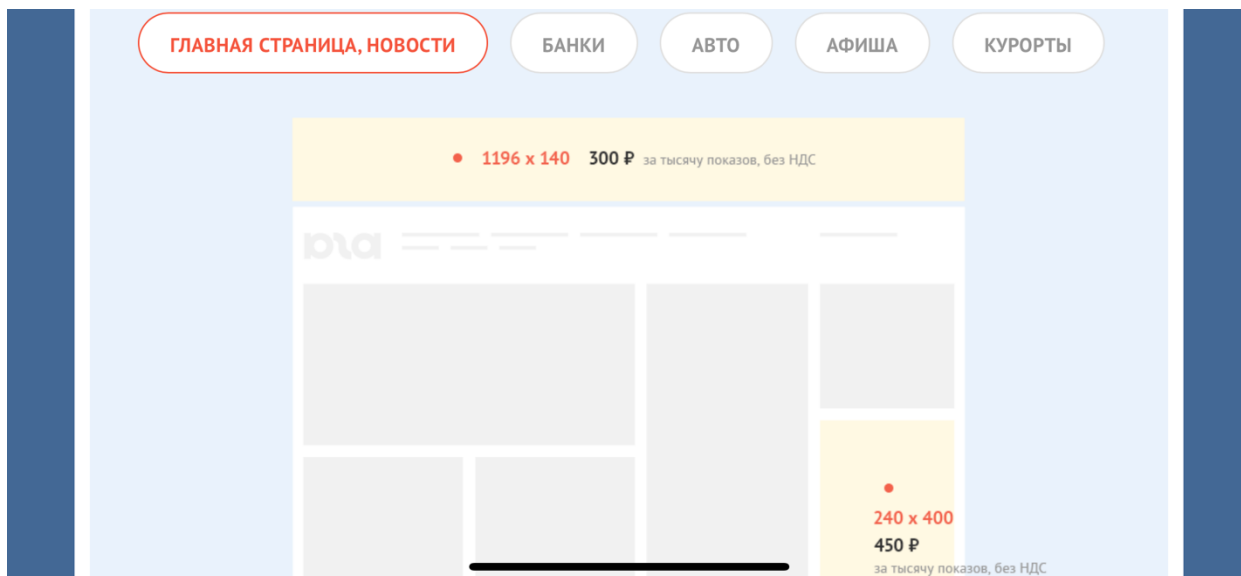 ГЛАВНАЯ СТРАНИЦА, НОВОСТИ
БАНКИ
АВТО
АФИША
КУРОРТЫ
1196 x 140 300 ₽ за тысячу показов, без НДС
240 x 400
450 ₽
за тысячу показов, без НДС